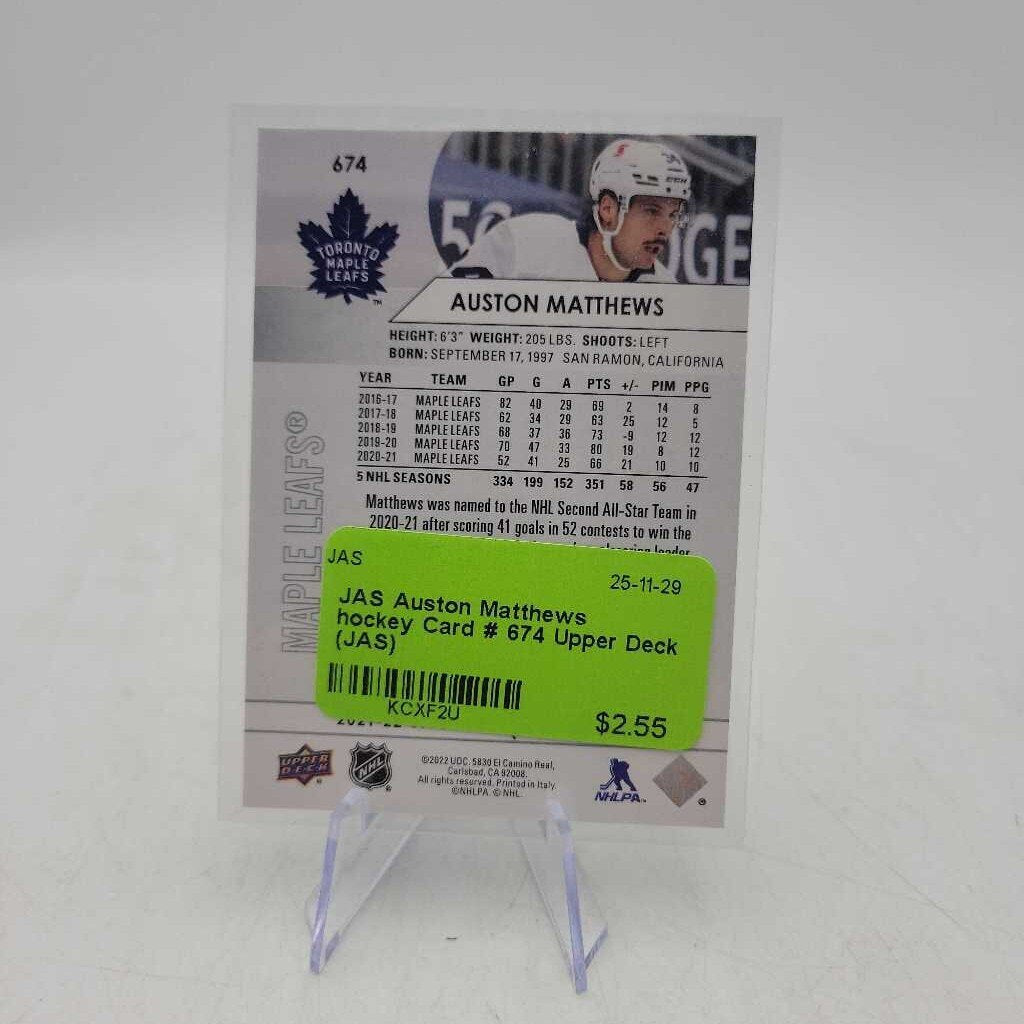 674
TORONTO
MAPLE
LEAFS
AUSTON MATTHEWS
HEIGHT: 6'3" WEIGHT: 205 LBS. SHOOTS: LEFT
BORN: SEPTEMBER 17, 1997 SAN RAMON, CALIFORNIA
YEAR TEAM GP G A PTS +/- PIM PPG
2016-17 MAPLE LEAFS 82 40 29 69 2 14 8
2017-18 MAPLE LEAFS 62 34 29 63 25 12 5
2018-19 MAPLE LEAFS 68 37 36 73 -9 12 12
2019-20 MAPLE LEAFS 70 47 33 80 19 8 12
2020-21 MAPLE LEAFS 52 41 25 66 21 10 10
5 NHL SEASONS 334 199 152 351 58 56 47
MAPLE LEAFS®
Matthews was named to the NHL Second All-Star Team in
2020-21 after scoring 41 goals in 52 contests to win the
JAS
25-11-29
JAS Auston Matthews
hockey Card # 674 Upper Deck
(JAS)
KCXF2U
$2.55
UPPER
DECK
NHL
©2022 UDC. 5830 El Camino Real,
Carlsbad, CA 92008.
All rights reserved. Printed in Italy.
©NHLPA. © NHL.
NHLPA